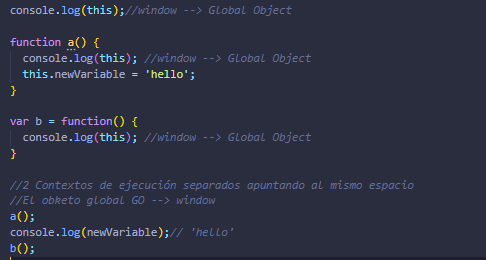 console.log(this);//window --> Global Object
function a() {
console.log(this); //window --> Global Object
this.newVariable = 'hello';
}
var b = function() {
console.log(this); //window --> Global Object
}
//2 Contextos de ejecución separados apuntando al mismo espacio
//El obketo global GO --> window
a();
console.log(newVariable);// 'hello'
b();